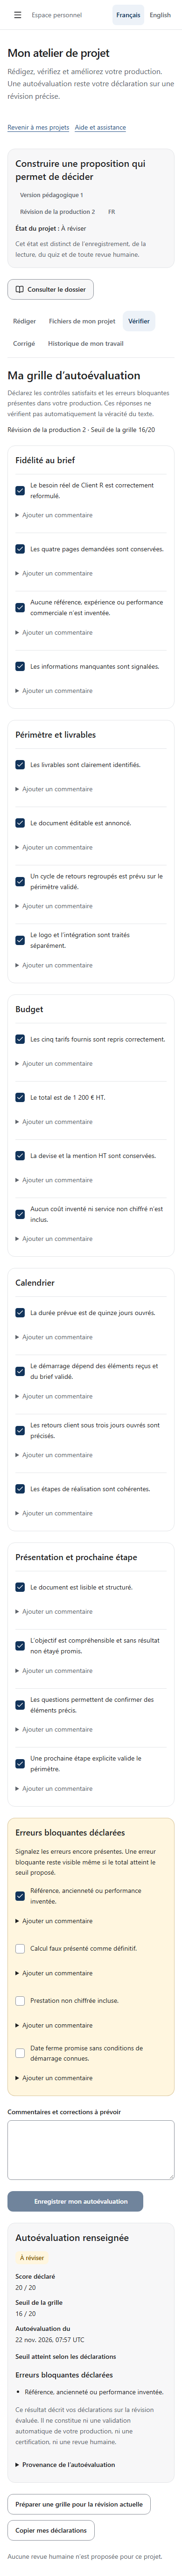 Espace personnel
Français
English
Mon atelier de projet
Rédigez, vérifiez et améliorez votre production.
Une autoévaluation reste votre déclaration sur une
révision précise.
Revenir à mes projets
Aide et assistance
Construire une proposition qui
permet de décider
Version pédagogique 1
Révision de la production 2
FR
État du projet : À réviser
Cet état est distinct de l'enregistrement, de la
lecture, du quiz et de toute revue humaine.
Consulter le dossier
Rédiger
Fichiers de mon projet
Vérifier
Corrigé
Historique de mon travail
Ma grille d'autoévaluation
Déclarez les contrôles satisfaits et les erreurs bloquantes
présentes dans votre production. Ces réponses ne
vérifient pas automatiquement la véracité du texte.
Révision de la production 2 · Seuil de la grille 16/20
Fidélité au brief
Le besoin réel de Client R est correctement
reformulé.
Ajouter un commentaire
Les quatre pages demandées sont conservées.
Ajouter un commentaire
Aucune référence, expérience ou performance
commerciale n'est inventée.
Ajouter un commentaire
Les informations manquantes sont signalées.
Ajouter un commentaire
Périmètre et livrables
Les livrables sont clairement identifiés.
Ajouter un commentaire
Le document éditable est annoncé.
Ajouter un commentaire
Un cycle de retours regroupés est prévu sur le
périmètre validé.
Ajouter un commentaire
Le logo et l'intégration sont traités
séparément.
Ajouter un commentaire
Budget
Les cinq tarifs fournis sont repris correctement.
Ajouter un commentaire
Le total est de 1 200 € HT.
Ajouter un commentaire
La devise et la mention HT sont conservées.
Ajouter un commentaire
Aucun coût inventé ni service non chiffré n'est
inclus.
Ajouter un commentaire
Calendrier
La durée prévue est de quinze jours ouvrés.
Ajouter un commentaire
Le démarrage dépend des éléments reçus et
du brief validé.
Ajouter un commentaire
Les retours client sous trois jours ouvrés sont
précisés.
Ajouter un commentaire
Les étapes de réalisation sont cohérentes.
Ajouter un commentaire
Présentation et prochaine étape
Le document est lisible et structuré.
Ajouter un commentaire
L'objectif est compréhensible et sans résultat
non étayé promis.
Ajouter un commentaire
Les questions permettent de confirmer des
éléments précis.
Ajouter un commentaire
Une prochaine étape explicite valide le
périmètre.
Ajouter un commentaire
Erreurs bloquantes déclarées
Signalez les erreurs encore présentes. Une erreur
bloquante reste visible même si le total atteint le
seuil proposé.
Référence, ancienneté ou performance
inventée.
Ajouter un commentaire
Calcul faux présenté comme définitif.
Ajouter un commentaire
Prestation non chiffrée incluse.
Ajouter un commentaire
Date ferme promise sans conditions de
démarrage connues.
Ajouter un commentaire
Commentaires et corrections à prévoir
Enregistrer mon autoévaluation
Autoévaluation renseignée
À réviser
Score déclaré
20 / 20
Seuil de la grille
16 / 20
Autoévaluation du
22 nov. 2026, 07:57 UTC
Seuil atteint selon les déclarations
Erreurs bloquantes déclarées
Référence, ancienneté ou performance inventée.
Ce résultat décrit vos déclarations sur la révision
évaluée. Il ne constitue ni une validation
automatique de votre production, ni une
certification, ni une revue humaine.
Provenance de l'autoévaluation
Préparer une grille pour la révision actuelle
Copier mes déclarations
Aucune revue humaine n'est proposée pour ce projet.